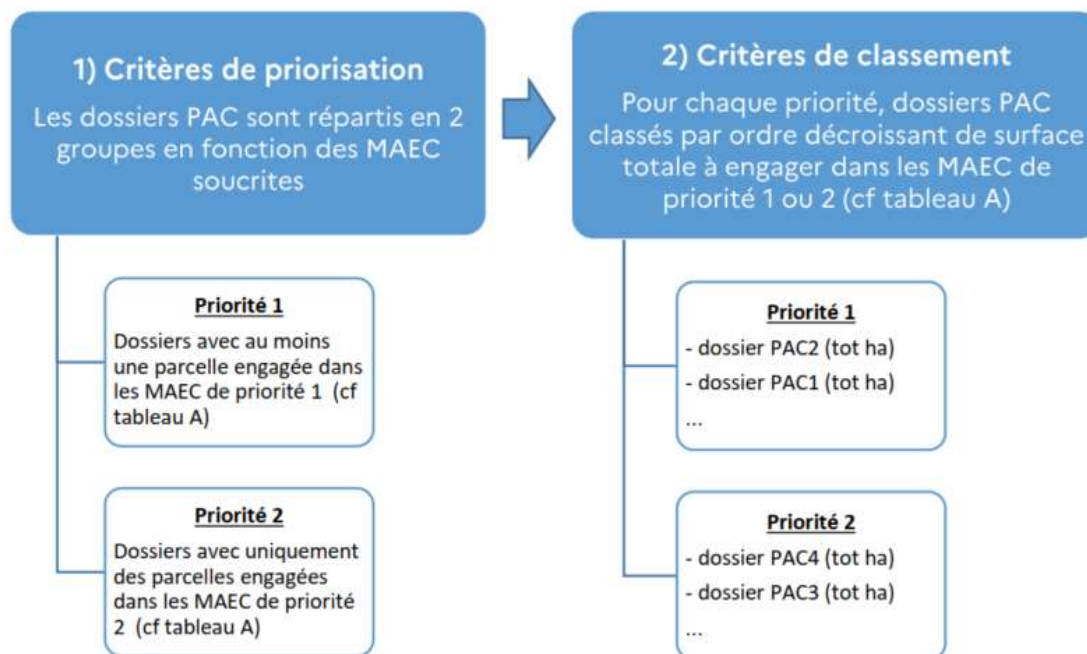 1) Critères de priorisation
Les dossiers PAC sont répartis en 2
groupes en fonction des MAEC
soucrites
2) Critères de classement
Pour chaque priorité, dossiers PAC
classés par ordre décroissant de surface
totale à engager dans les MAEC de
priorité 1 ou 2 (cf tableau A)
Priorité 1
Dossiers avec au moins
une parcelle engagée dans
les MAEC de priorité 1 (cf
tableau A)
Priorité 2
Dossiers avec uniquement
des parcelles engagées
dans les MAEC de priorité
2 (cf tableau A)
Priorité 1
- dossier PAC2 (tot ha)
- dossier PAC1 (tot ha)
...
Priorité 2
- dossier PAC4 (tot ha)
- dossier PAC3 (tot ha)
...